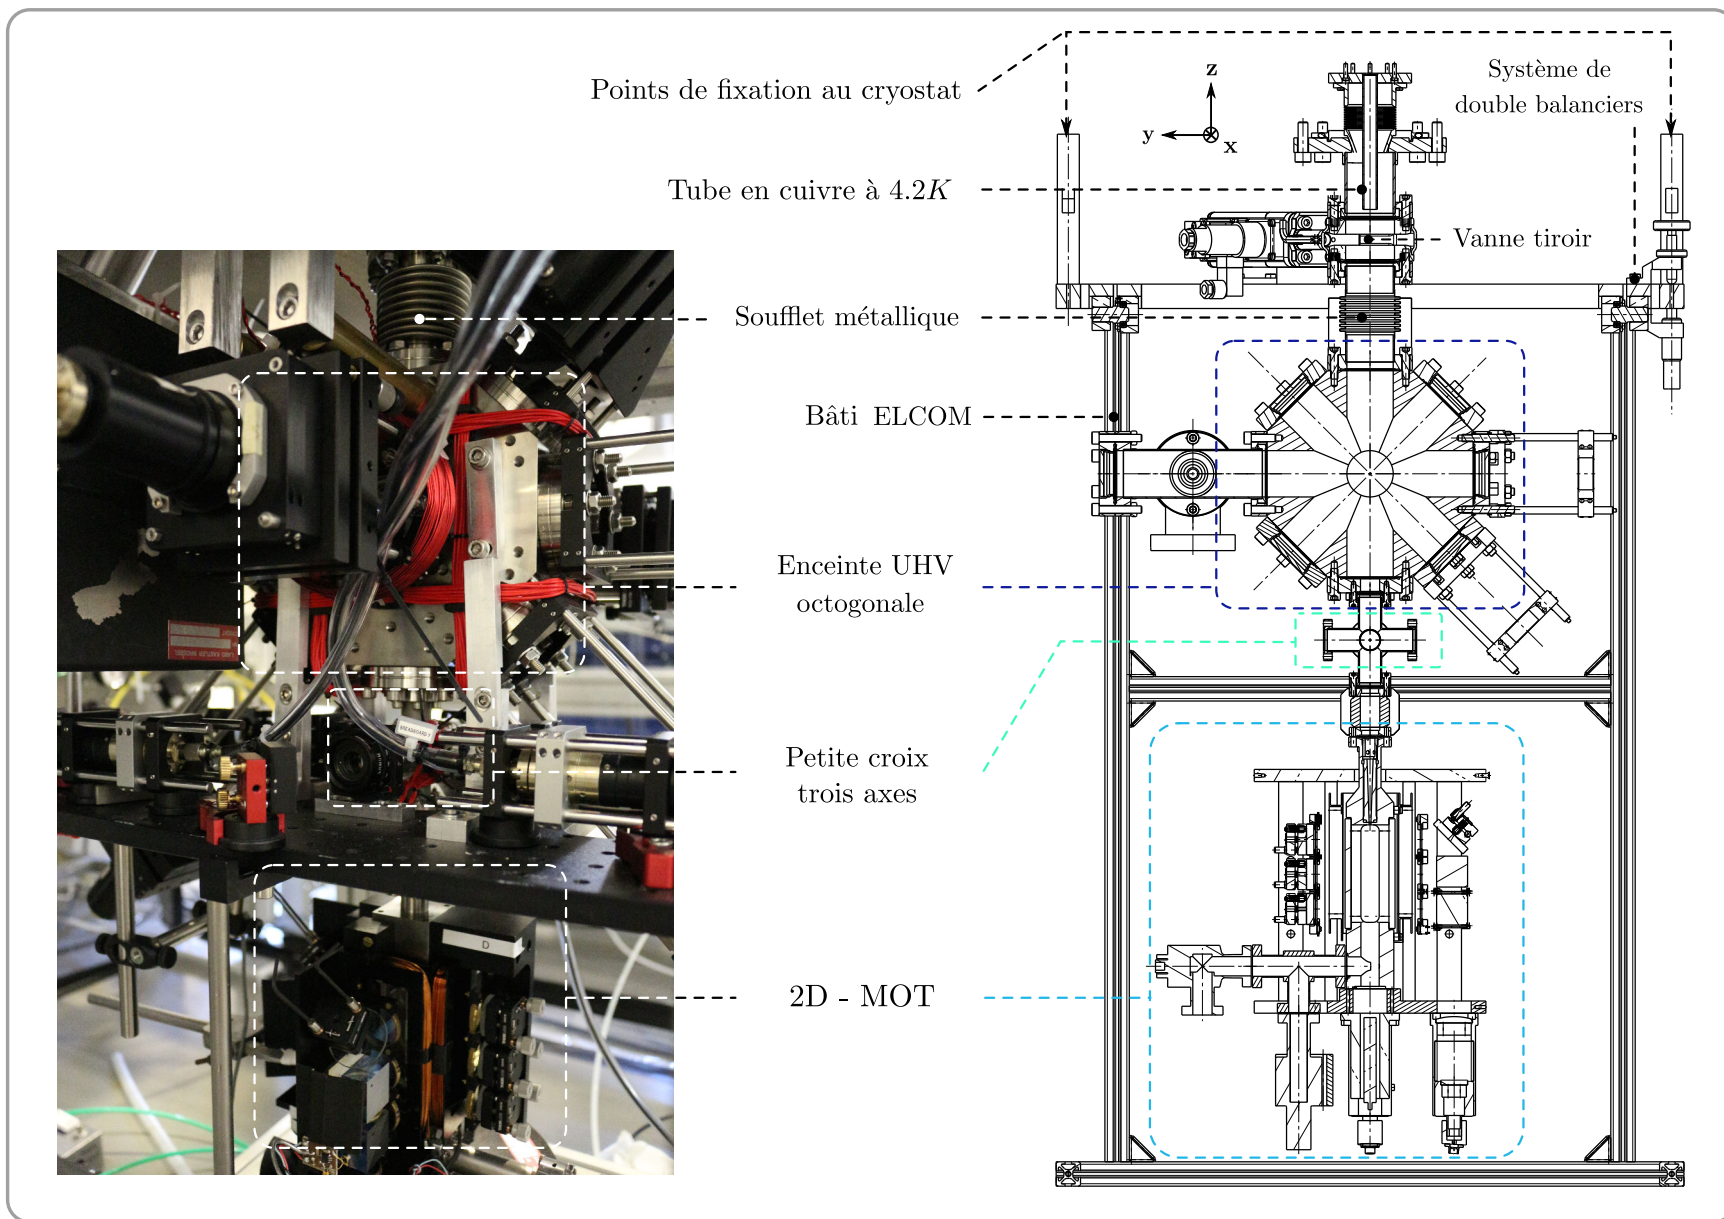 Points de fixation au cryostat
Système de
double balanciers
z
y
x
Tube en cuivre à 4.2K
Vanne tiroir
Soufflet métallique
Bâti ELCOM
Enceinte UHV
octogonale
Petite croix
trois axes
2D - MOT
D